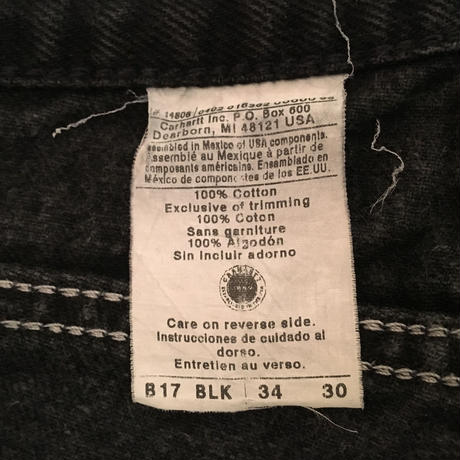 14806
Carhartt Inc. P.O. Box 600
Dearborn, MI 48121 USA
Assembled in Mexico of USA components.
Assemblé au Mexique à partir de
composants américains. Ensamblado en
México de componentes de los EE.UU.
100% Cotton
Exclusive of trimming
100% Coton
Sans garniture
100% Algodón
Sin incluir adorno
CARHARTT
Care on reverse side.
Instrucciones de cuidado al
dorso.
Entretien au verso.
B17 BLK 34 30